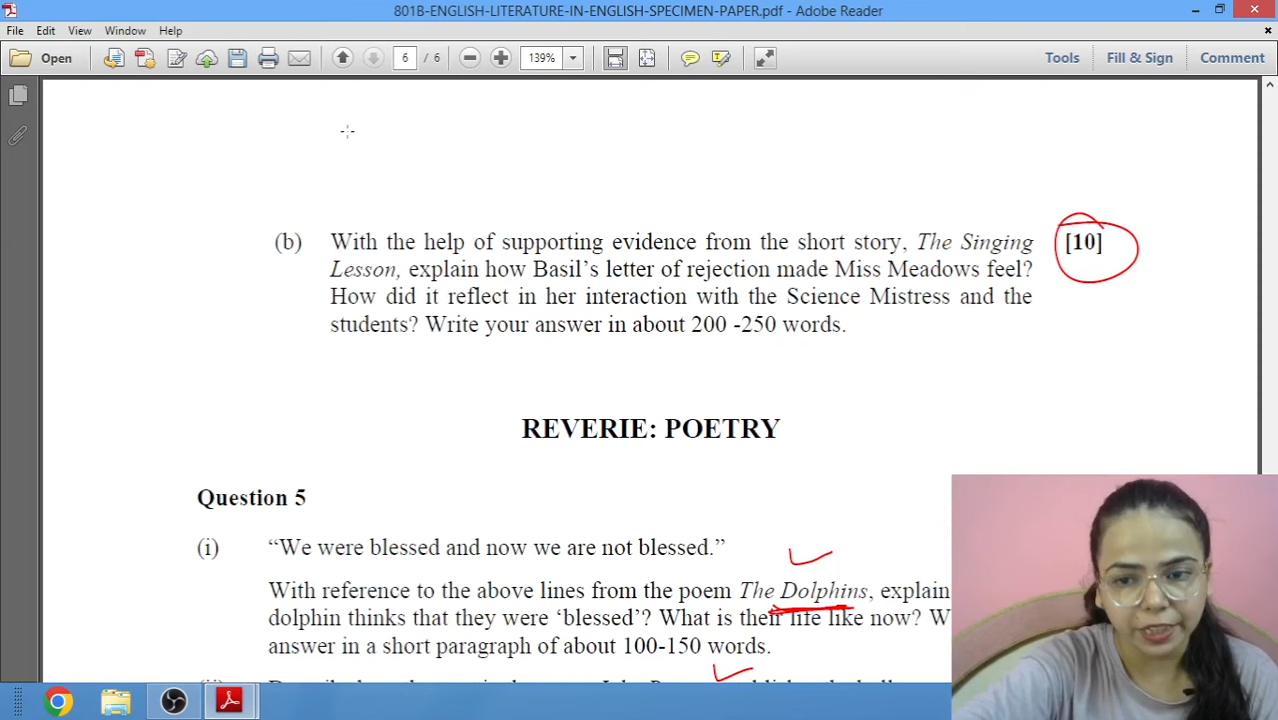 801B-ENGLISH-LITERATURE-IN-ENGLISH-SPECIMEN-PAPER.pdf - Adobe Reader
File Edit View Window Help
Open 6 / 6 139% Tools Fill & Sign Comment
(b) With the help of supporting evidence from the short story, The Singing [10]
Lesson, explain how Basil's letter of rejection made Miss Meadows feel?
How did it reflect in her interaction with the Science Mistress and the
students? Write your answer in about 200 -250 words.
REVERIE: POETRY
Question 5
(i) “We were blessed and now we are not blessed.”
With reference to the above lines from the poem The Dolphins, explain
dolphin thinks that they were ‘blessed’? What is their life like now? W
answer in a short paragraph of about 100-150 words.